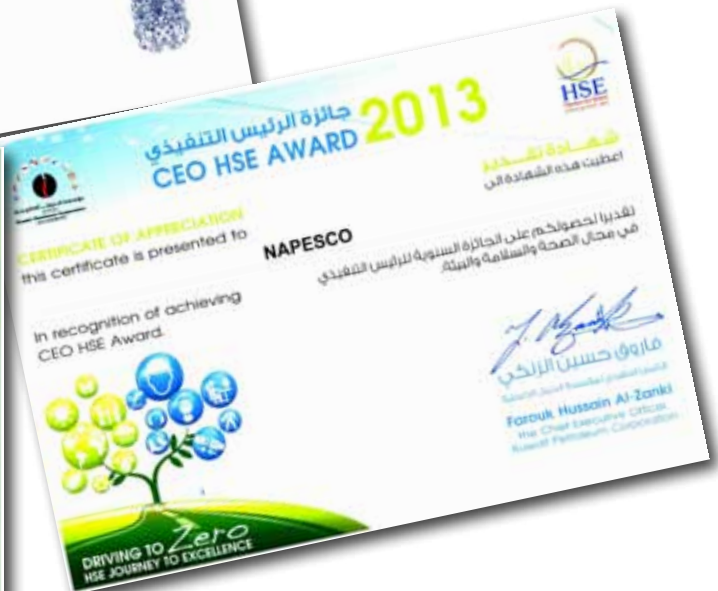 جائزة الرئيس التنفيذي
CEO HSE AWARD
2013
HSE
CERTIFICATE OF APPRECIATION
this certificate is presented to
NAPESCO
شهادة تقدير
اعطيت هذه الشهادة الى
In recognition of achieving
CEO HSE Award.
تقديرا لحصولكم على الجائزة السنوية للرئيس التنفيذي
في مجال الصحة والسلامة والبيئة.
فاروق حسين الزنكي
Farouk Hussain Al-Zanki
The Chief Executive Officer
Kuwait Petroleum Corporation
DRIVING TO Zero
HSE JOURNEY TO EXCELLENCE